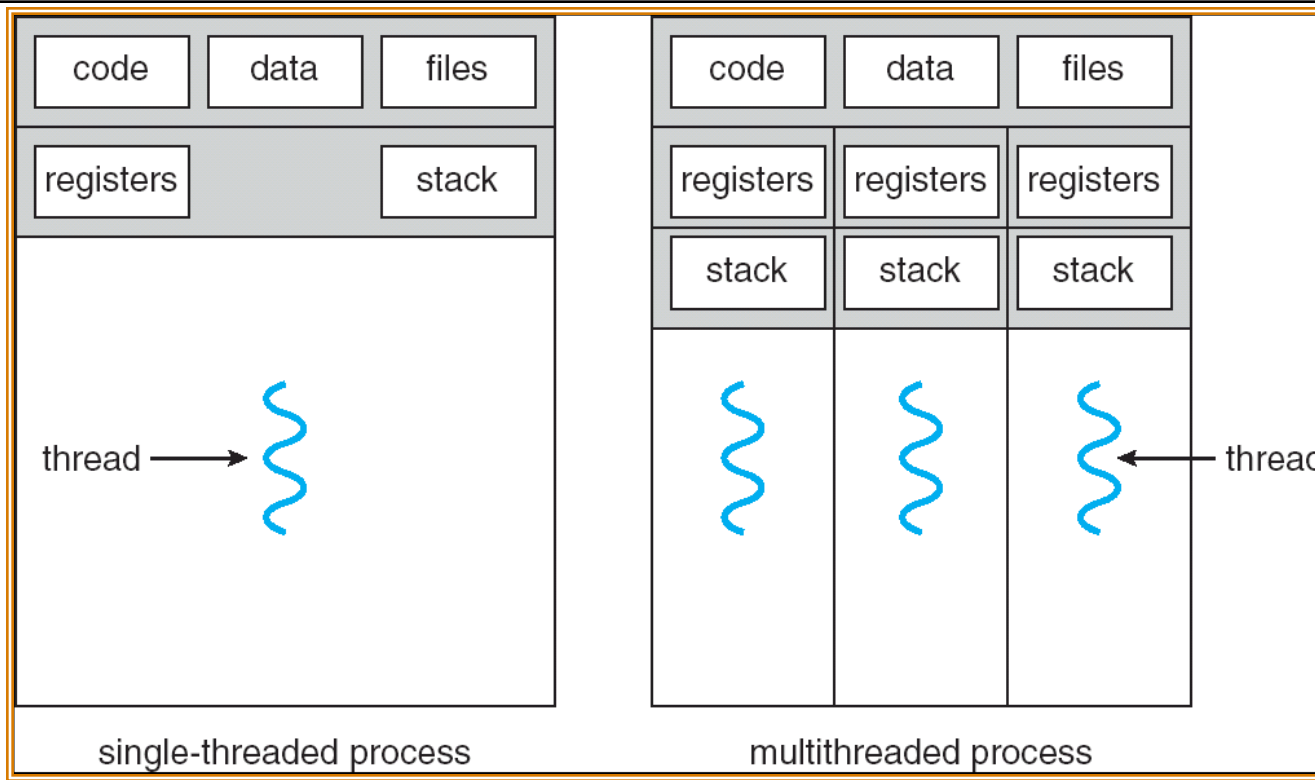 code data files code data files
registers stack registers registers registers
stack stack stack
thread thread
single-threaded process multithreaded process